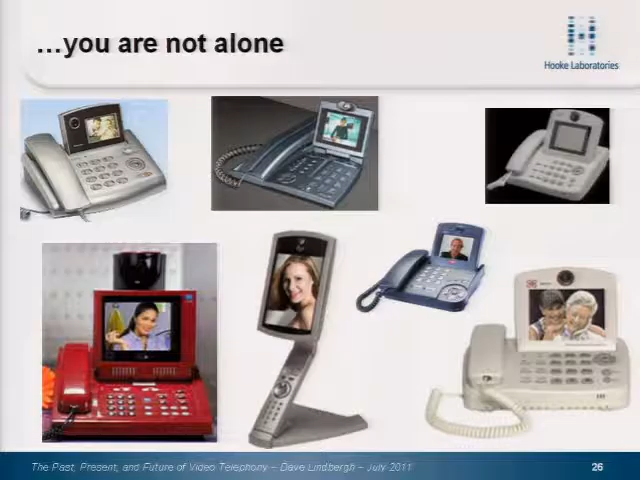 ...you are not alone
Hooke Laboratories
The Past, Present, and Future of Video Telephony – Dave Lindbergh – July 2011
26